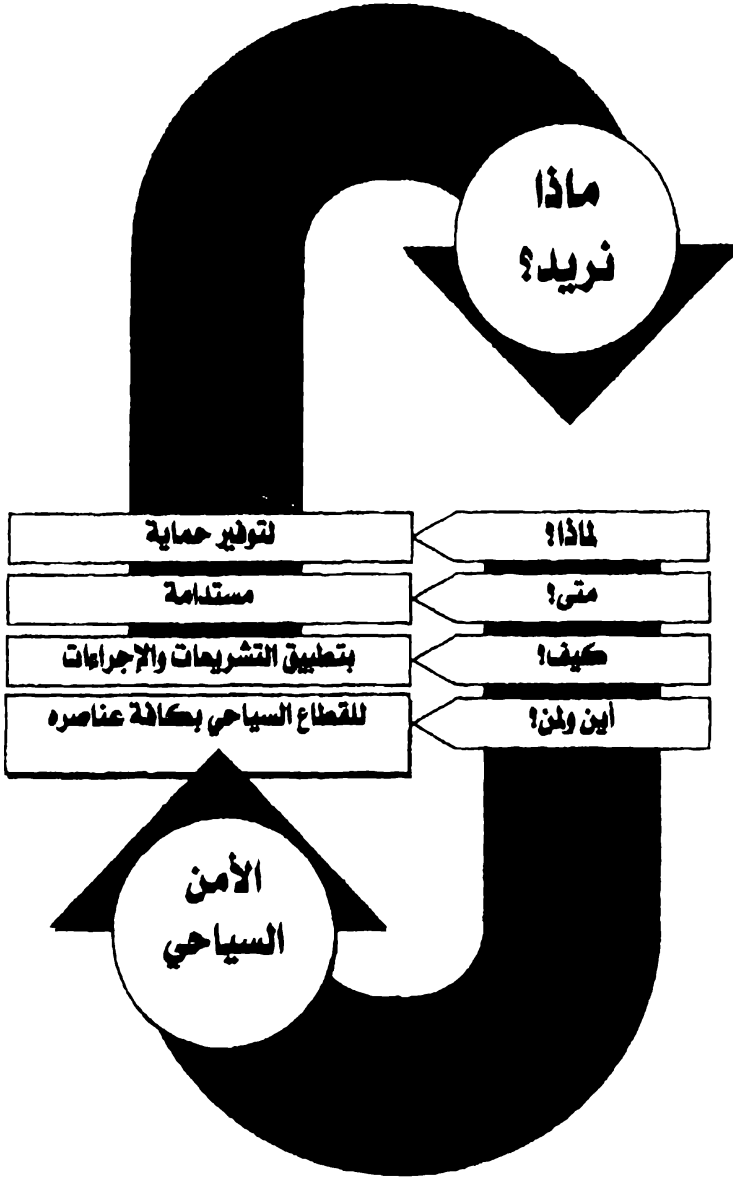 ماذا
نريد؟
لماذا؟
لتوفير حماية
متى؟
مستدامة
كيف؟
بتطبيق التشريعات والإجراءات
أين ولمن؟
للقطاع السياحي بكافة عناصره
الأمن
السياحي